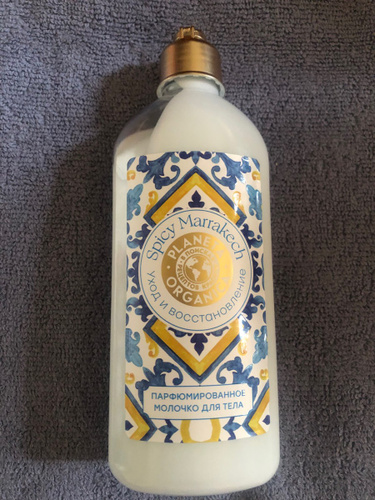 Spicy Marrakech
PLANETA
ORGANICA
уход и восстановление
ПАРФЮМИРОВАННОЕ
МОЛОЧКО ДЛЯ ТЕЛА